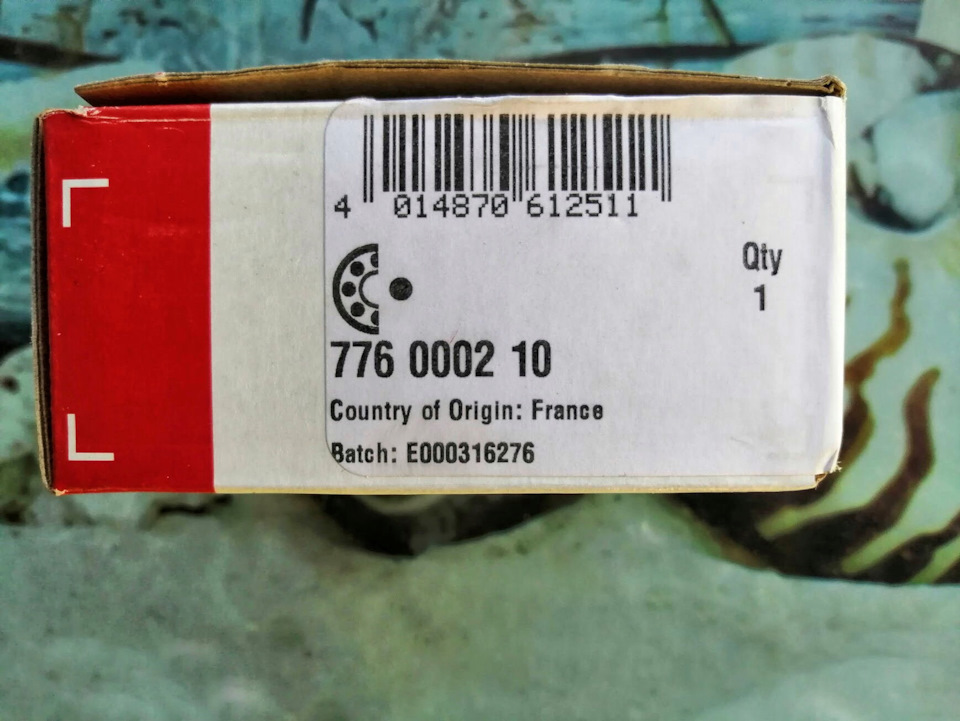 4 014870 612511
Qty
1
776 0002 10
Country of Origin: France
Batch: E000316276